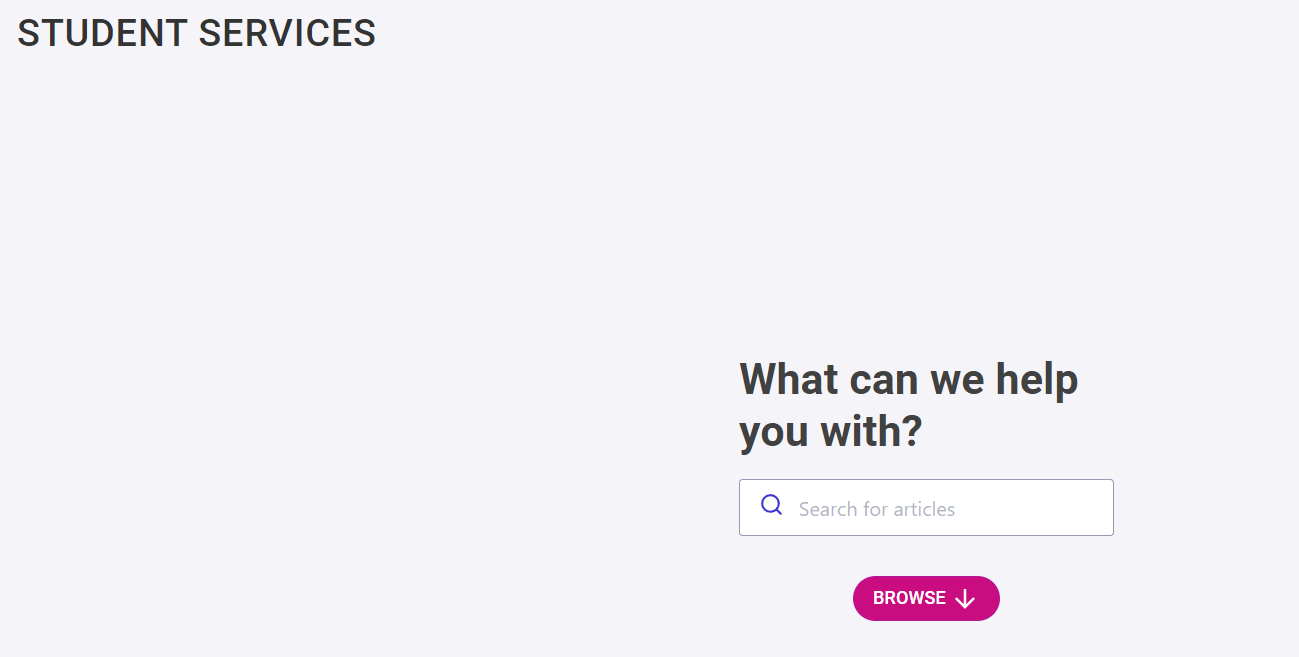 STUDENT SERVICES
What can we help
you with?
Search for articles
BROWSE